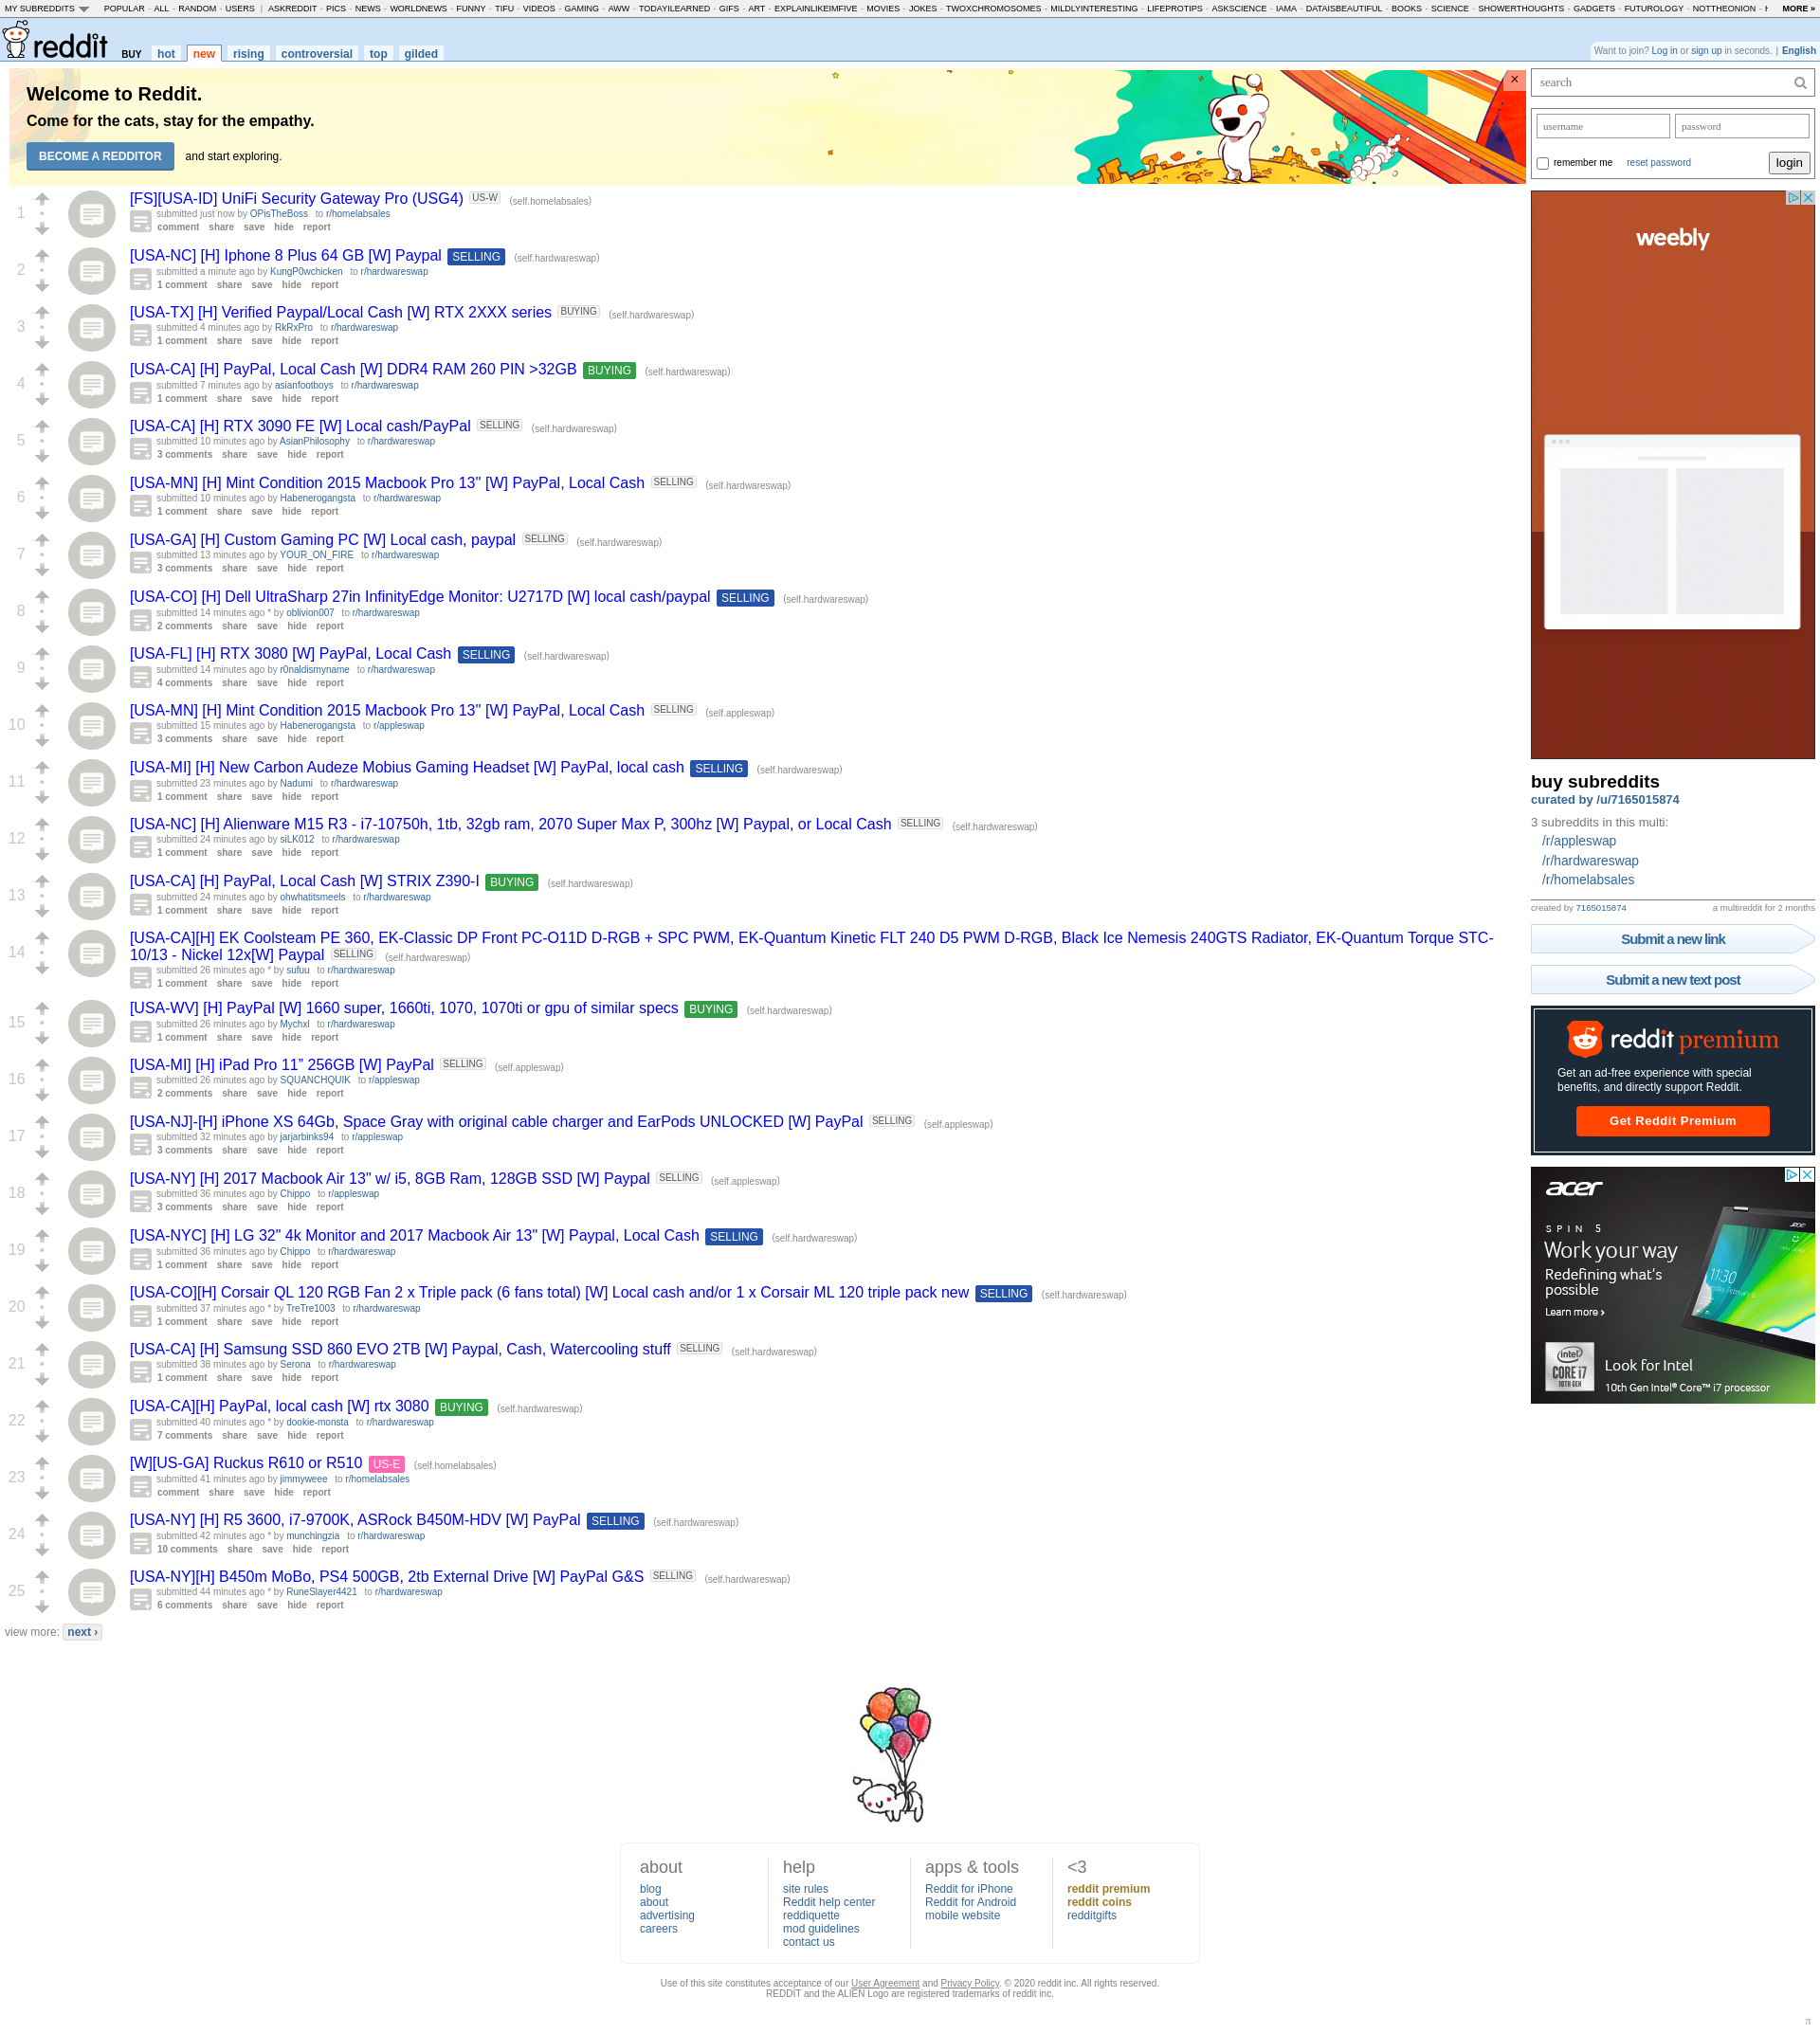 MY SUBREDDITS POPULAR - ALL - RANDOM - USERS | ASKREDDIT - PICS - NEWS - WORLDNEWS - FUNNY - TIFU - VIDEOS - GAMING - AWW - TODAYILEARNED - GIFS - ART - EXPLAINLIKEIMFIVE - MOVIES - JOKES - TWOXCHROMOSOMES - MILDLYINTERESTING - LIFEPROTIPS - ASKSCIENCE - IAMA - DATAISBEAUTIFUL - BOOKS - SCIENCE - SHOWERTHOUGHTS - GADGETS - FUTUROLOGY - NOTTHEONION - MORE »
reddit BUY hot new rising controversial top gilded
Want to join? Log in or sign up in seconds. | English
Welcome to Reddit.
Come for the cats, stay for the empathy.
BECOME A REDDITOR and start exploring.
×
1
[FS][USA-ID] UniFi Security Gateway Pro (USG4) US-W (self.homelabsales)
submitted just now by OPisTheBoss to r/homelabsales
comment share save hide report
2
[USA-NC] [H] Iphone 8 Plus 64 GB [W] Paypal SELLING (self.hardwareswap)
submitted a minute ago by KungP0wchicken to r/hardwareswap
1 comment share save hide report
3
[USA-TX] [H] Verified Paypal/Local Cash [W] RTX 2XXX series BUYING (self.hardwareswap)
submitted 4 minutes ago by RkRxPro to r/hardwareswap
1 comment share save hide report
4
[USA-CA] [H] PayPal, Local Cash [W] DDR4 RAM 260 PIN >32GB BUYING (self.hardwareswap)
submitted 7 minutes ago by asianfootboys to r/hardwareswap
1 comment share save hide report
5
[USA-CA] [H] RTX 3090 FE [W] Local cash/PayPal SELLING (self.hardwareswap)
submitted 10 minutes ago by AsianPhilosophy to r/hardwareswap
3 comments share save hide report
6
[USA-MN] [H] Mint Condition 2015 Macbook Pro 13" [W] PayPal, Local Cash SELLING (self.hardwareswap)
submitted 10 minutes ago by Habenerogangsta to r/hardwareswap
1 comment share save hide report
7
[USA-GA] [H] Custom Gaming PC [W] Local cash, paypal SELLING (self.hardwareswap)
submitted 13 minutes ago by YOUR_ON_FIRE to r/hardwareswap
3 comments share save hide report
8
[USA-CO] [H] Dell UltraSharp 27in InfinityEdge Monitor: U2717D [W] local cash/paypal SELLING (self.hardwareswap)
submitted 14 minutes ago * by oblivion007 to r/hardwareswap
2 comments share save hide report
9
[USA-FL] [H] RTX 3080 [W] PayPal, Local Cash SELLING (self.hardwareswap)
submitted 14 minutes ago by r0naldismyname to r/hardwareswap
4 comments share save hide report
10
[USA-MN] [H] Mint Condition 2015 Macbook Pro 13" [W] PayPal, Local Cash SELLING (self.appleswap)
submitted 15 minutes ago by Habenerogangsta to r/appleswap
3 comments share save hide report
11
[USA-MI] [H] New Carbon Audeze Mobius Gaming Headset [W] PayPal, local cash SELLING (self.hardwareswap)
submitted 23 minutes ago by Nadumi to r/hardwareswap
1 comment share save hide report
12
[USA-NC] [H] Alienware M15 R3 - i7-10750h, 1tb, 32gb ram, 2070 Super Max P, 300hz [W] Paypal, or Local Cash SELLING (self.hardwareswap)
submitted 24 minutes ago by siLK012 to r/hardwareswap
1 comment share save hide report
13
[USA-CA] [H] PayPal, Local Cash [W] STRIX Z390-I BUYING (self.hardwareswap)
submitted 24 minutes ago by ohwhatitsmeels to r/hardwareswap
1 comment share save hide report
14
[USA-CA][H] EK Coolsteam PE 360, EK-Classic DP Front PC-O11D D-RGB + SPC PWM, EK-Quantum Kinetic FLT 240 D5 PWM D-RGB, Black Ice Nemesis 240GTS Radiator, EK-Quantum Torque STC-
10/13 - Nickel 12x[W] Paypal SELLING (self.hardwareswap)
submitted 26 minutes ago * by sufuu to r/hardwareswap
1 comment share save hide report
15
[USA-WV] [H] PayPal [W] 1660 super, 1660ti, 1070, 1070ti or gpu of similar specs BUYING (self.hardwareswap)
submitted 26 minutes ago by Mychxl to r/hardwareswap
1 comment share save hide report
16
[USA-MI] [H] iPad Pro 11” 256GB [W] PayPal SELLING (self.appleswap)
submitted 26 minutes ago by SQUANCHQUIK to r/appleswap
2 comments share save hide report
17
[USA-NJ]-[H] iPhone XS 64Gb, Space Gray with original cable charger and EarPods UNLOCKED [W] PayPal SELLING (self.appleswap)
submitted 32 minutes ago by jarjarbinks94 to r/appleswap
3 comments share save hide report
18
[USA-NY] [H] 2017 Macbook Air 13" w/ i5, 8GB Ram, 128GB SSD [W] Paypal SELLING (self.appleswap)
submitted 36 minutes ago by Chippo to r/appleswap
3 comments share save hide report
19
[USA-NYC] [H] LG 32" 4k Monitor and 2017 Macbook Air 13" [W] Paypal, Local Cash SELLING (self.hardwareswap)
submitted 36 minutes ago by Chippo to r/hardwareswap
1 comment share save hide report
20
[USA-CO][H] Corsair QL 120 RGB Fan 2 x Triple pack (6 fans total) [W] Local cash and/or 1 x Corsair ML 120 triple pack new SELLING (self.hardwareswap)
submitted 37 minutes ago * by TreTre1003 to r/hardwareswap
1 comment share save hide report
21
[USA-CA] [H] Samsung SSD 860 EVO 2TB [W] Paypal, Cash, Watercooling stuff SELLING (self.hardwareswap)
submitted 38 minutes ago by Serona to r/hardwareswap
1 comment share save hide report
22
[USA-CA][H] PayPal, local cash [W] rtx 3080 BUYING (self.hardwareswap)
submitted 40 minutes ago * by dookie-monsta to r/hardwareswap
7 comments share save hide report
23
[W][US-GA] Ruckus R610 or R510 US-E (self.homelabsales)
submitted 41 minutes ago by jimmyweee to r/homelabsales
comment share save hide report
24
[USA-NY] [H] R5 3600, i7-9700K, ASRock B450M-HDV [W] PayPal SELLING (self.hardwareswap)
submitted 42 minutes ago * by munchingzia to r/hardwareswap
10 comments share save hide report
25
[USA-NY][H] B450m MoBo, PS4 500GB, 2tb External Drive [W] PayPal G&S SELLING (self.hardwareswap)
submitted 44 minutes ago * by RuneSlayer4421 to r/hardwareswap
6 comments share save hide report
view more: next ›
search
username password
remember me reset password login
weebly
buy subreddits
curated by /u/7165015874
3 subreddits in this multi:
/r/appleswap
/r/hardwareswap
/r/homelabsales
created by 7165015874 a multireddit for 2 months
Submit a new link
Submit a new text post
reddit premium
Get an ad-free experience with special
benefits, and directly support Reddit.
Get Reddit Premium
acer
SPIN 5
Work your way
Redefining what's
possible
Learn more ›
acer
11:30
intel
CORE i7
10TH GEN
Look for Intel
10th Gen Intel® Core™ i7 processor
about
blog
about
advertising
careers
help
site rules
Reddit help center
reddiquette
mod guidelines
contact us
apps & tools
Reddit for iPhone
Reddit for Android
mobile website
<3
reddit premium
reddit coins
redditgifts
Use of this site constitutes acceptance of our User Agreement and Privacy Policy. © 2020 reddit inc. All rights reserved.
REDDIT and the ALIEN Logo are registered trademarks of reddit inc.
π